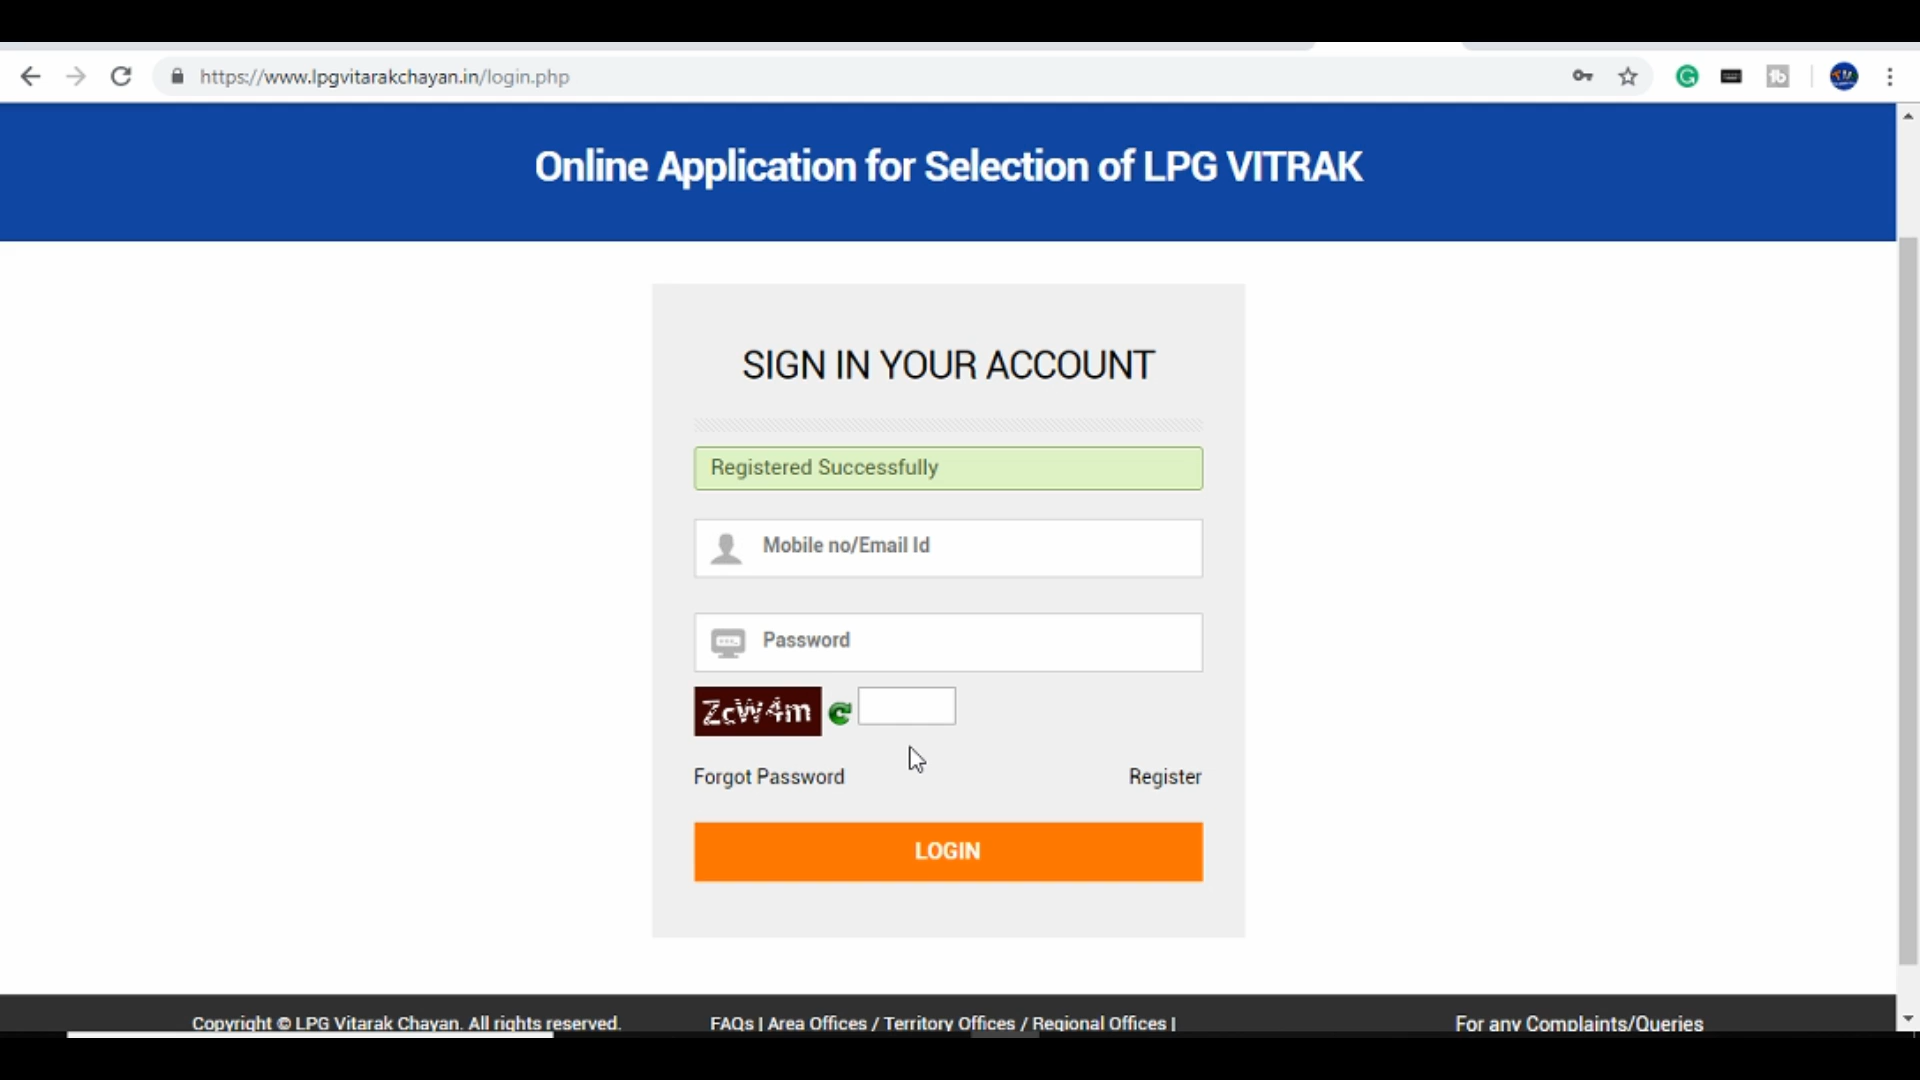 https://www.lpgvitarakchayan.in/login.php
Online Application for Selection of LPG VITRAK
SIGN IN YOUR ACCOUNT
Registered Successfully
Mobile no/Email Id
Password
ZcW4m
Forgot Password
Register
LOGIN
Copyright © LPG Vitarak Chayan. All rights reserved.
FAQs | Area Offices / Territory Offices / Regional Offices |
For any Complaints/Queries